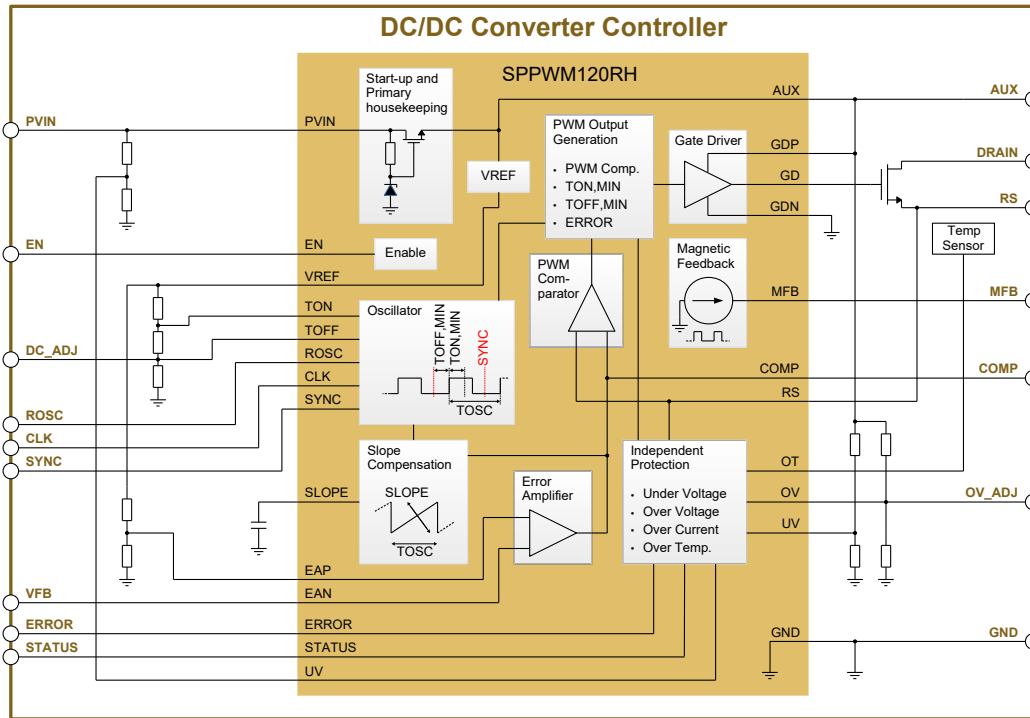 DC/DC Converter Controller
SPPWM120RH
Start-up and
Primary
housekeeping
AUX
AUX
PVIN
PVIN
PWM Output
Generation
• PWM Comp.
• TON,MIN
• TOFF,MIN
• ERROR
Gate Driver
GDP
GD
GDN
DRAIN
RS
VREF
Temp
Sensor
EN
EN
Enable
VREF
PWM
Com-
parator
Magnetic
Feedback
MFB
MFB
TON
TOFF
DC_ADJ
ROSC
CLK
SYNC
Oscillator
TOFF,MIN
TON,MIN
SYNC
TOSC
COMP
COMP
RS
ROSC
CLK
SYNC
Slope
Compensation
SLOPE
TOSC
SLOPE
Error
Amplifier
Independent
Protection
• Under Voltage
• Over Voltage
• Over Current
• Over Temp.
OT
OV
OV_ADJ
UV
EAP
VFB
EAN
ERROR
ERROR
STATUS
STATUS
UV
GND
GND